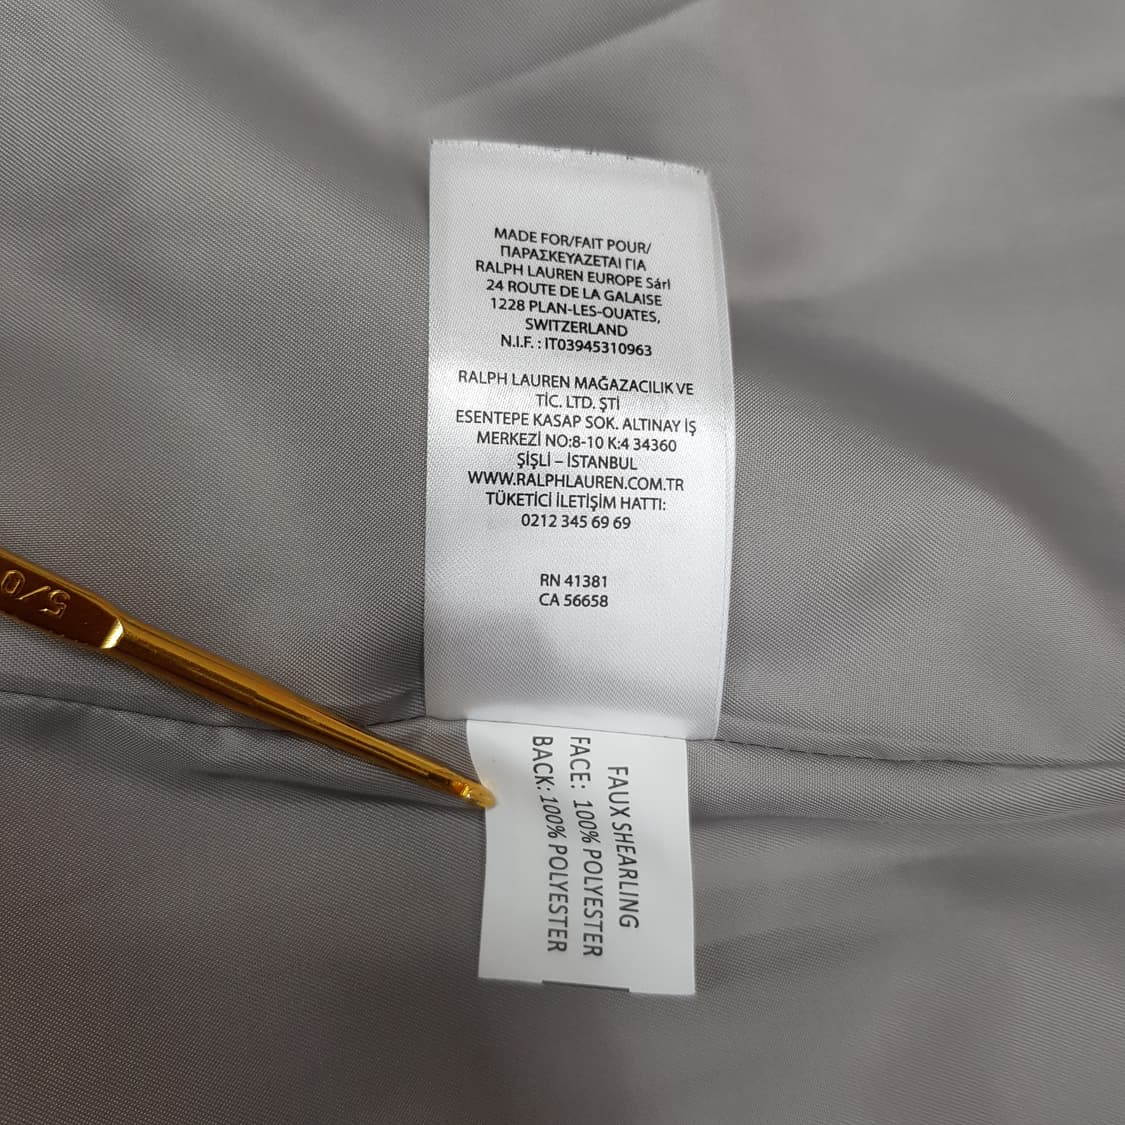 MADE FOR/FAIT POUR/
ΠΑΡΑΣΚΕΥΑΖΕΤΑΙ ΓΙΑ
RALPH LAUREN EUROPE Sárl
24 ROUTE DE LA GALAISE
1228 PLAN-LES-OUATES,
SWITZERLAND
N.I.F. : IT03945310963
RALPH LAUREN MAĞAZACILIK VE
TİC. LTD. ŞTİ
ESENTEPE KASAP SOK. ALTINAY İŞ
MERKEZİ NO:8-10 K:4 34360
ŞİŞLİ – İSTANBUL
WWW.RALPHLAUREN.COM.TR
TÜKETİCİ İLETİŞİM HATTI:
0212 345 69 69
RN 41381
CA 56658
FAUX SHEARLING
FACE: 100% POLYESTER
BACK: 100% POLYESTER
5/0